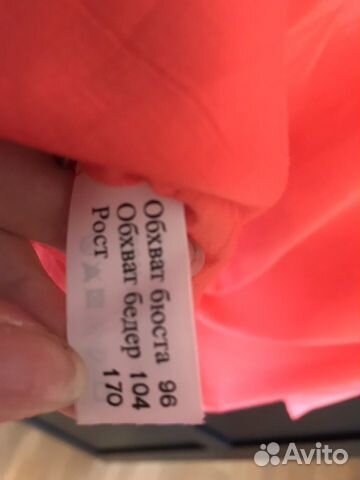 Обхват бюста 96
Обхват бедер 104
Рост 170
Avito